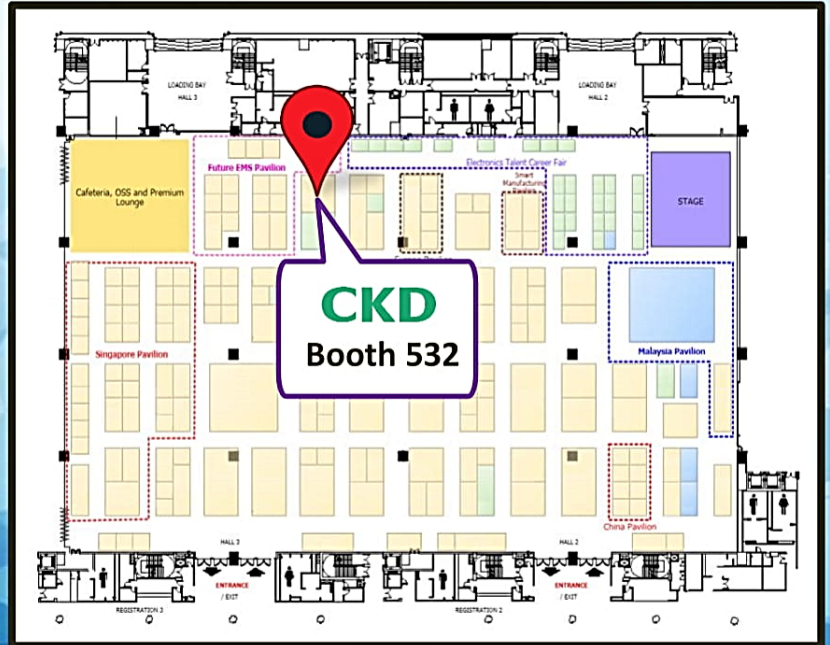 LOADING BAY
HALL 3
LOADING BAY
HALL 2
Future EMS Pavilion
Electronics Talent Career Fair
Cafeteria, OSS and Premium
Lounge
Smart
Manufacturing
STAGE
CKD
Booth 532
Singapore Pavilion
Malaysia Pavilion
China Pavilion
HALL 3
HALL 2
ENTRANCE
/ EXIT
ENTRANCE
/ EXIT
REGISTRATION 3
REGISTRATION 2